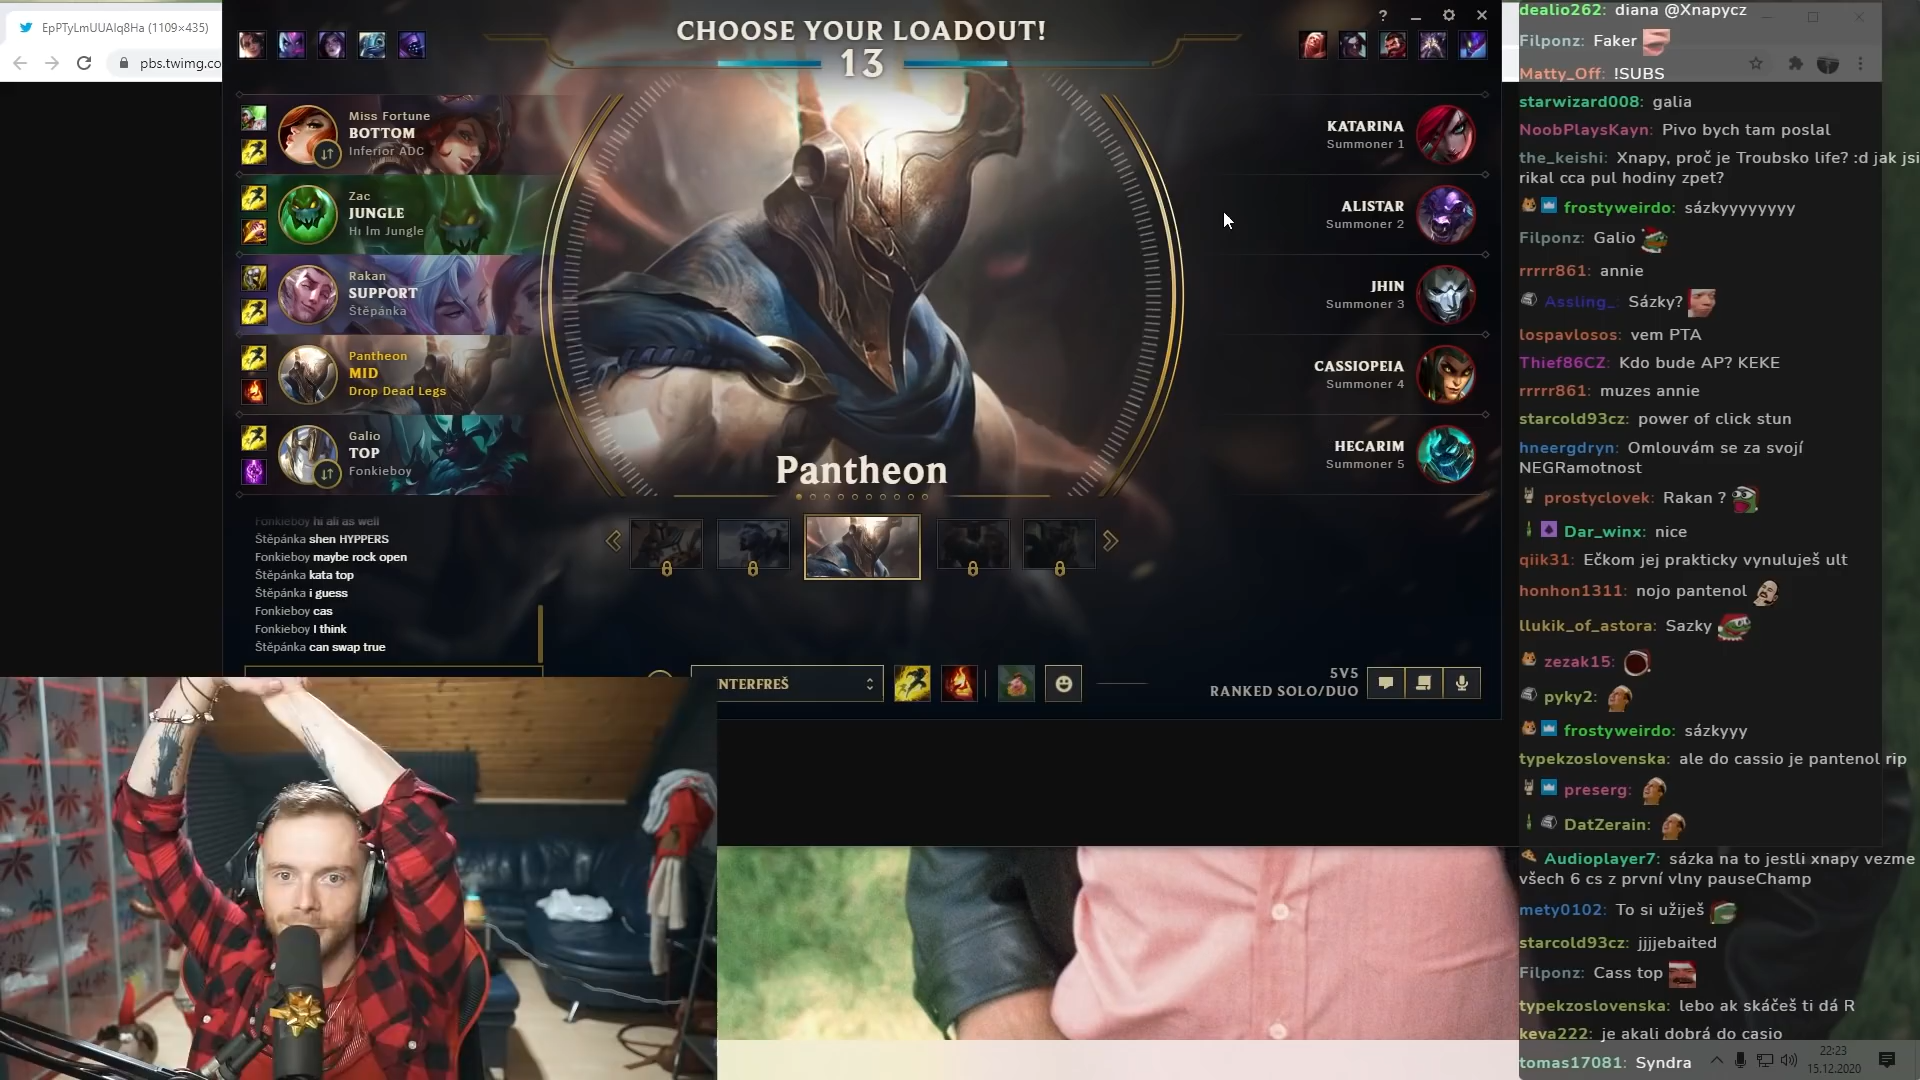 EpPTyLmUUAIq8Ha (1109×435)
pbs.twimg.co
CHOOSE YOUR LOADOUT!
13
?
Miss Fortune
BOTTOM
Inferior ADC
Zac
JUNGLE
Hı Im Jungle
Rakan
SUPPORT
Štěpánka
Pantheon
MID
Drop Dead Legs
Galio
TOP
Fonkieboy
KATARINA
Summoner 1
ALISTAR
Summoner 2
JHIN
Summoner 3
CASSIOPEIA
Summoner 4
HECARIM
Summoner 5
Pantheon
Fonkieboy hi ali as well
Štěpánka shen HYPPERS
Fonkieboy maybe rock open
Štěpánka kata top
Štěpánka i guess
Fonkieboy cas
Fonkieboy I think
Štěpánka can swap true
NTERFREŠ
5V5
RANKED SOLO/DUO
dealio262: diana @Xnapycz
Filponz: Faker
Matty_Off: !SUBS
starwizard008: galia
NoobPlaysKayn: Pivo bych tam poslal
the_keishi: Xnapy, proč je Troubsko life? :d jak jsi
rikal cca pul hodiny zpet?
frostyweirdo: sázkyyyyyyyy
Filponz: Galio
rrrrr861: annie
Assling_: Sázky?
lospavlosos: vem PTA
Thief86CZ: Kdo bude AP? KEKE
rrrrr861: muzes annie
starcold93cz: power of click stun
hneergdryn: Omlouvám se za svojí
NEGRamotnost
prostyclovek: Rakan ?
Dar_winx: nice
qiik31: Ečkom jej prakticky vynuluješ ult
honhon1311: nojo pantenol
llukik_of_astora: Sazky
zezak15:
pyky2:
frostyweirdo: sázkyyy
typekzoslovenska: ale do cassio je pantenol rip
preserg:
DatZerain:
Audioplayer7: sázka na to jestli xnapy vezme
všech 6 cs z první vlny pauseChamp
mety0102: To si užiješ
starcold93cz: jjjjebaited
Filponz: Cass top
typekzoslovenska: lebo ak skáčeš ti dá R
keva222: je akali dobrá do casio
tomas17081: Syndra
22:23
15.12.2020